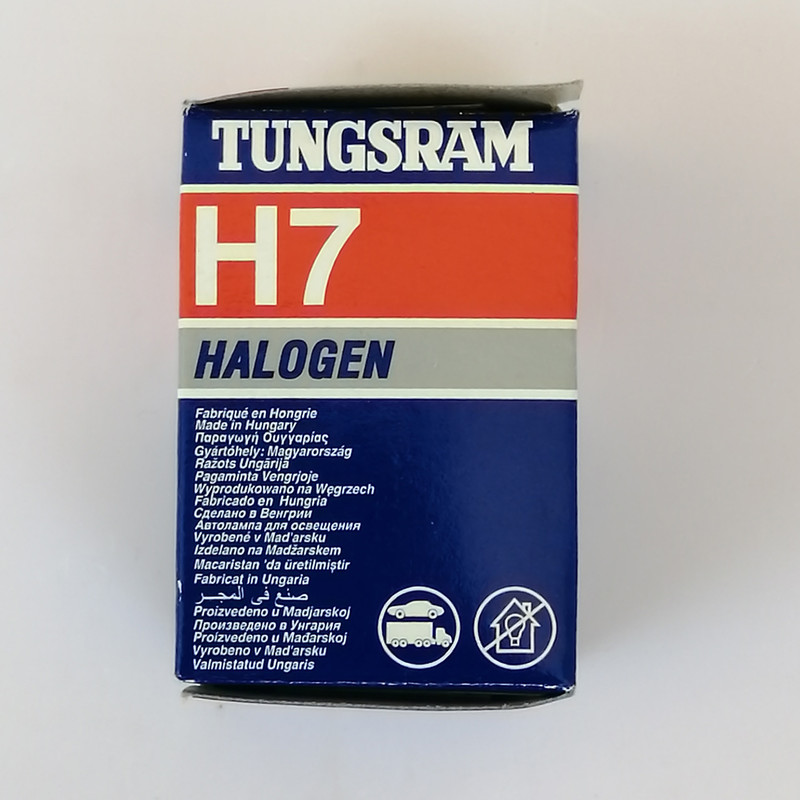 TUNGSRAM
H7
HALOGEN
Fabriqué en Hongrie
Made in Hungary
Παραγωγή Ουγγαρίας
Gyártóhely: Magyarország
Ražots Ungārijā
Pagaminta Vengrjoje
Wyprodukowano na Węgrzech
Fabricado en Hungria
Сделано в Венгрии
Автолампа для освещения
Vyrobené v Mad'arsku
Izdelano na Madžarskem
Macaristan 'da üretilmiştir
Fabricat in Ungaria
صنع في المجر
Proizvedeno u Madjarskoj
Произведено в Унгария
Proizvedeno u Mađarskoj
Vyrobeno v Mad'arsku
Valmistatud Ungaris